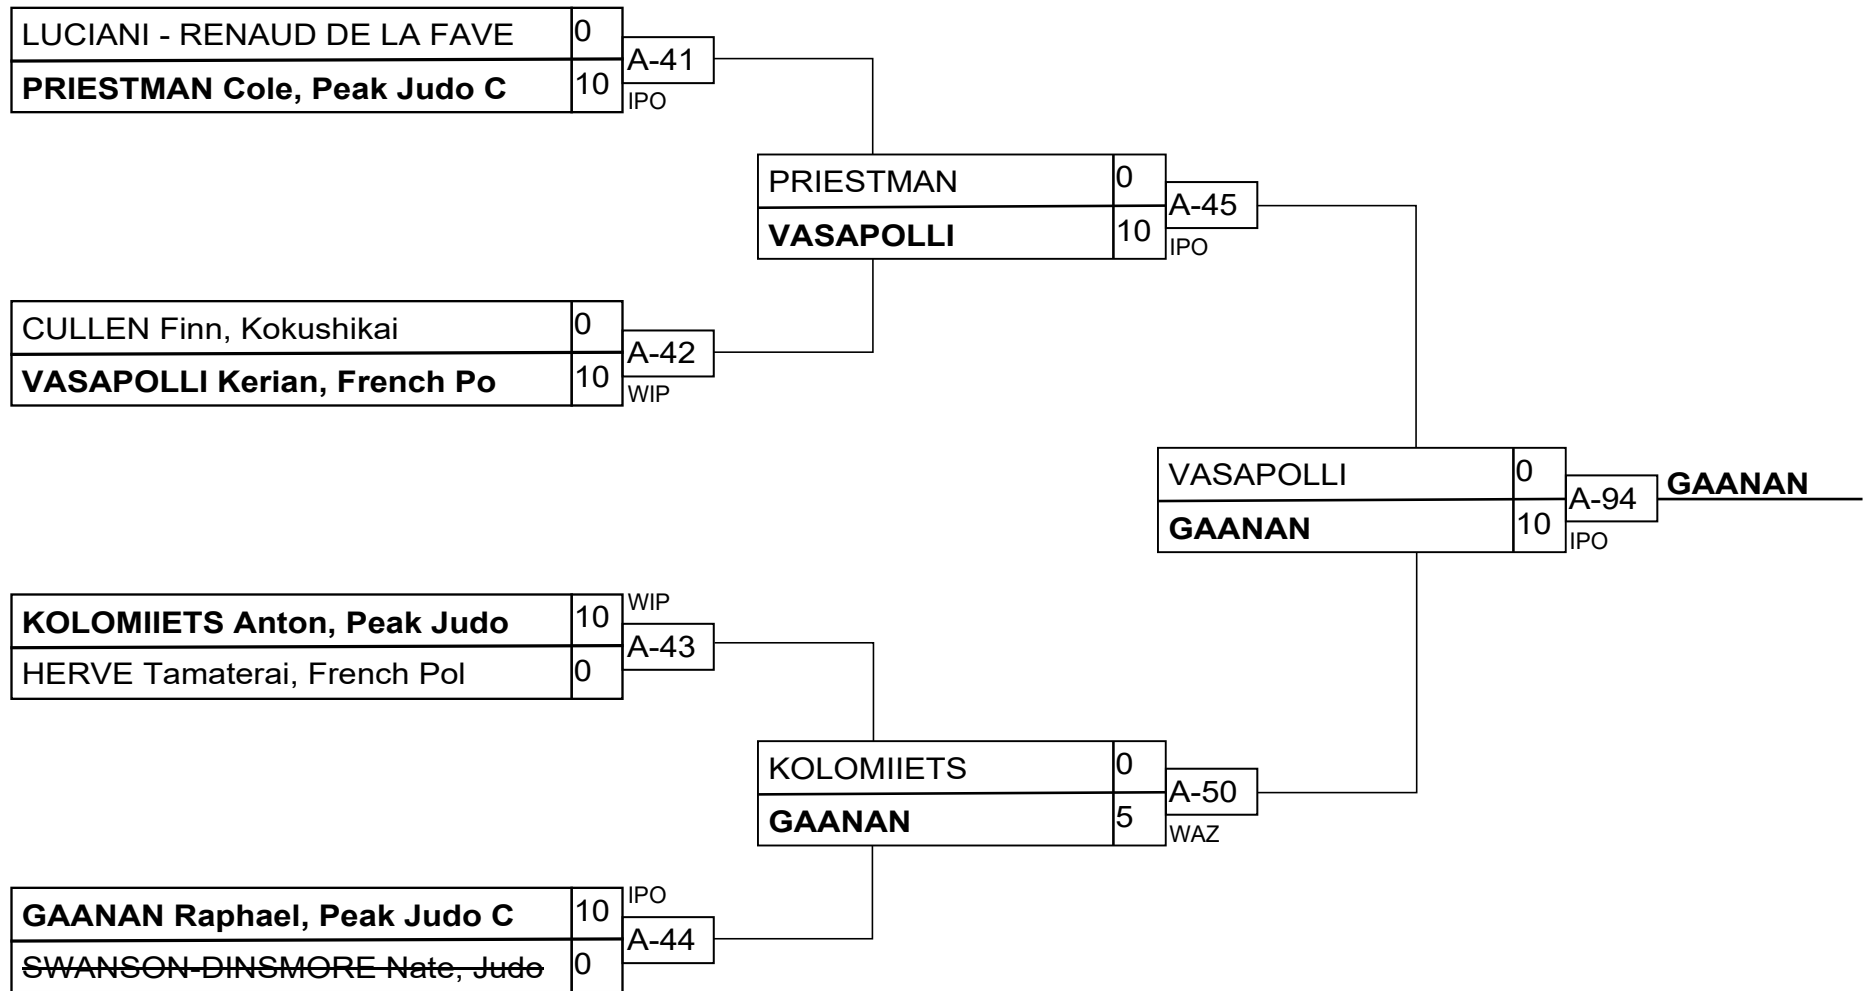 LUCIANI - RENAUD DE LA FAVE 0
A-41
PRIESTMAN Cole, Peak Judo C 10
IPO
PRIESTMAN 0
A-45
VASAPOLLI 10
IPO
CULLEN Finn, Kokushikai 0
A-42
VASAPOLLI Kerian, French Po 10
WIP
VASAPOLLI 0
A-94
GAANAN
GAANAN 10
IPO
KOLOMIIETS Anton, Peak Judo 10
WIP
A-43
HERVE Tamaterai, French Pol 0
KOLOMIIETS 0
A-50
GAANAN 5
WAZ
GAANAN Raphael, Peak Judo C 10
IPO
A-44
SWANSON-DINSMORE Nate, Judo 0